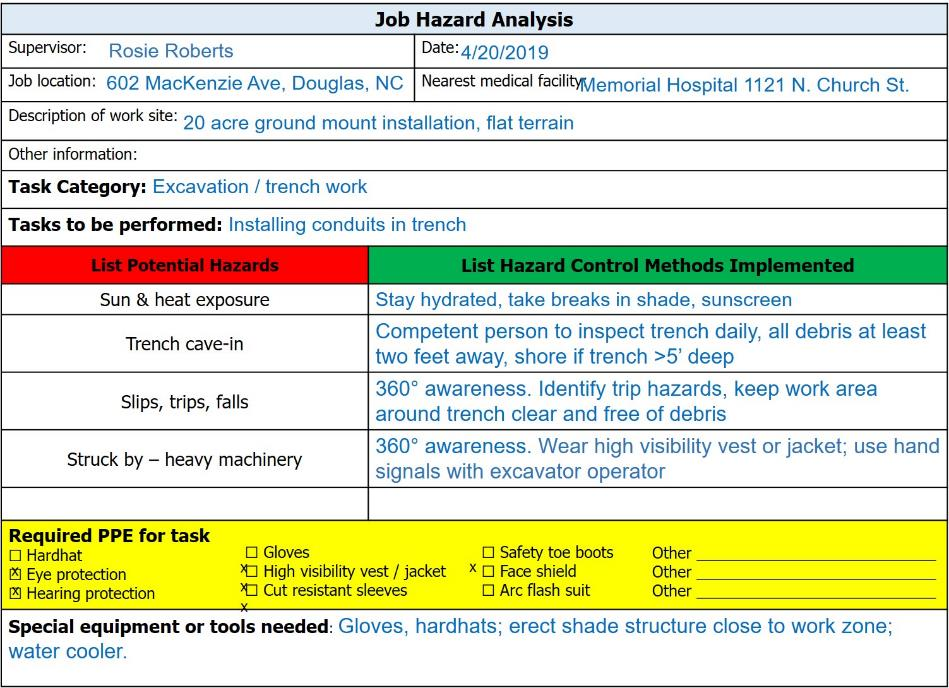 Job Hazard Analysis
Supervisor: Rosie Roberts
Date: 4/20/2019
Job location: 602 MacKenzie Ave, Douglas, NC
Nearest medical facility Memorial Hospital 1121 N. Church St.
Description of work site: 20 acre ground mount installation, flat terrain
Other information:
Task Category: Excavation / trench work
Tasks to be performed: Installing conduits in trench
List Potential Hazards
List Hazard Control Methods Implemented
Sun & heat exposure
Stay hydrated, take breaks in shade, sunscreen
Trench cave-in
Competent person to inspect trench daily, all debris at least
two feet away, shore if trench >5’ deep
Slips, trips, falls
360° awareness. Identify trip hazards, keep work area
around trench clear and free of debris
Struck by – heavy machinery
360° awareness. Wear high visibility vest or jacket; use hand
signals with excavator operator
Required PPE for task
☐ Hardhat
☒ Eye protection
☒ Hearing protection
☐ Gloves
x☐ High visibility vest / jacket
x☐ Cut resistant sleeves
x
☐ Safety toe boots
x ☐ Face shield
☐ Arc flash suit
Other
Other
Other
Special equipment or tools needed: Gloves, hardhats; erect shade structure close to work zone;
water cooler.